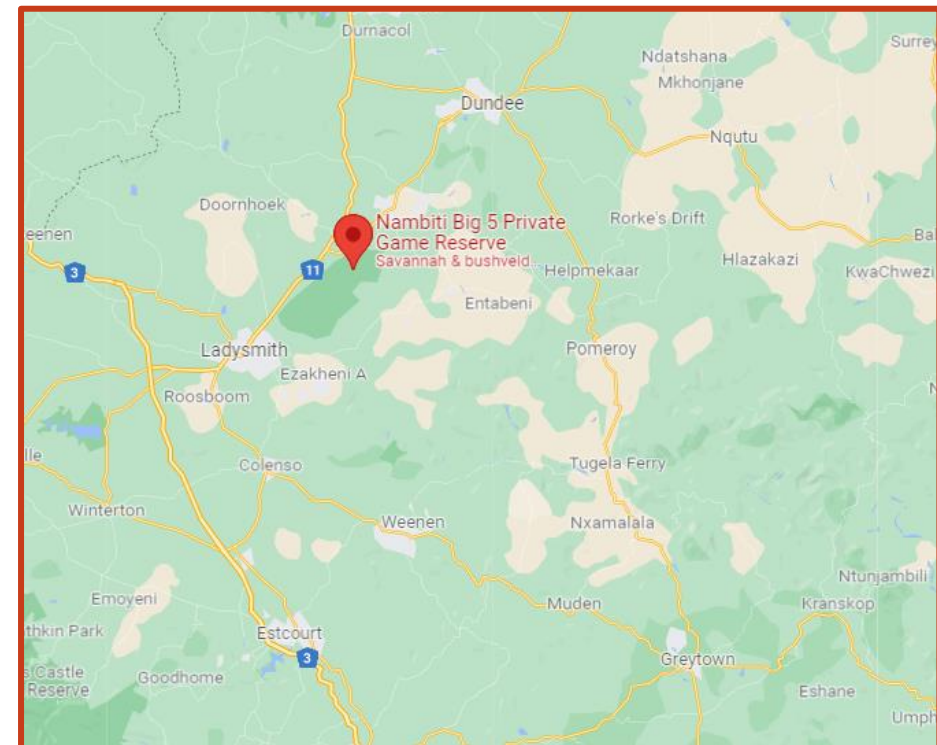 Durnacol
Surrey
Ndatshana
Mkhonjane
Dundee
Nqutu
Doornhoek
Rorke's Drift
Nambiti Big 5 Private
Game Reserve
Savannah & bushveld...
eenen
Bal
3
11
Helpmekaar
Hlazakazi
KwaChwezi
Entabeni
Ladysmith
Pomeroy
Ezakheni A
Roosboom
N
lle
Colenso
Tugela Ferry
Winterton
Weenen
Nxamalala
Ntunjambili
Emoyeni
Muden
Kranskop
athkin Park
Estcourt
3
Greytown
s Castle
Reserve
Goodhome
Eshane
Umph